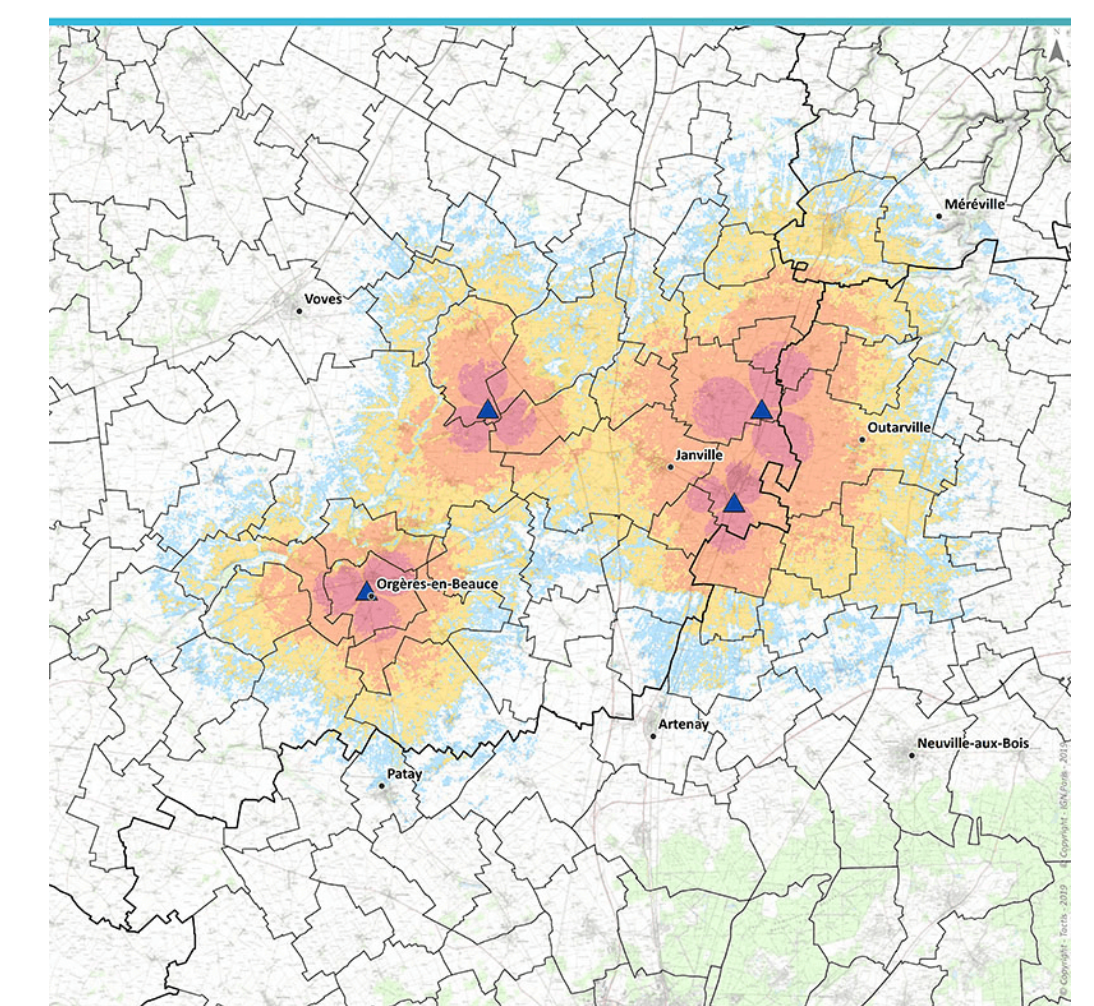 N
Méréville
Voves
Outarville
Janville
Orgères-en-Beauce
Artenay
Neuville-aux-Bois
Patay
© Copyright - Tactis - 2019 © Copyright - IGN Paris - 2019